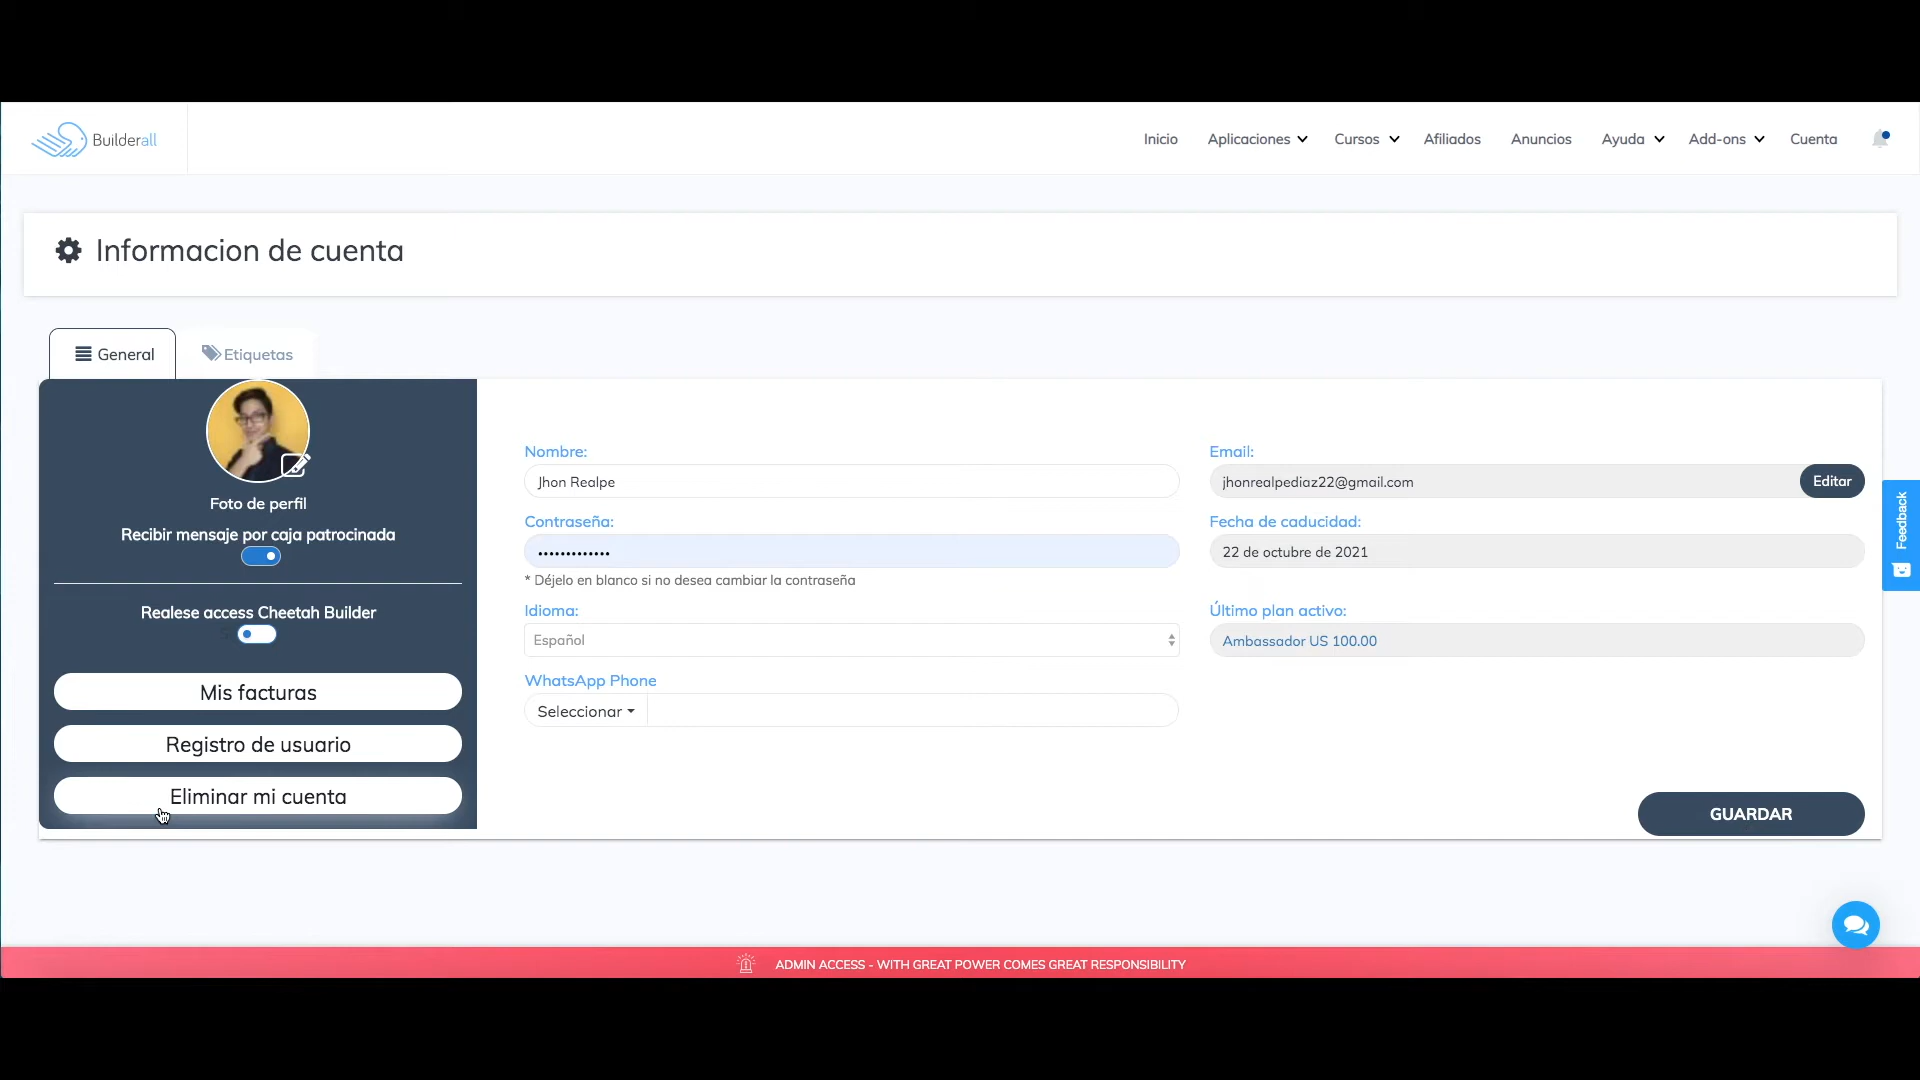 Builderall
Inicio Aplicaciones Cursos Afiliados Anuncios Ayuda Add-ons Cuenta
Informacion de cuenta
General Etiquetas
Foto de perfil
Recibir mensaje por caja patrocinada
Realese access Cheetah Builder
Mis facturas
Registro de usuario
Eliminar mi cuenta
Nombre:
Jhon Realpe
Contraseña:
•••••••••••••
* Déjelo en blanco si no desea cambiar la contraseña
Idioma:
Español
WhatsApp Phone
Seleccionar
Email:
jhonrealpediaz22@gmail.com Editar
Fecha de caducidad:
22 de octubre de 2021
Último plan activo:
Ambassador US 100.00
GUARDAR
Feedback
ADMIN ACCESS - WITH GREAT POWER COMES GREAT RESPONSIBILITY